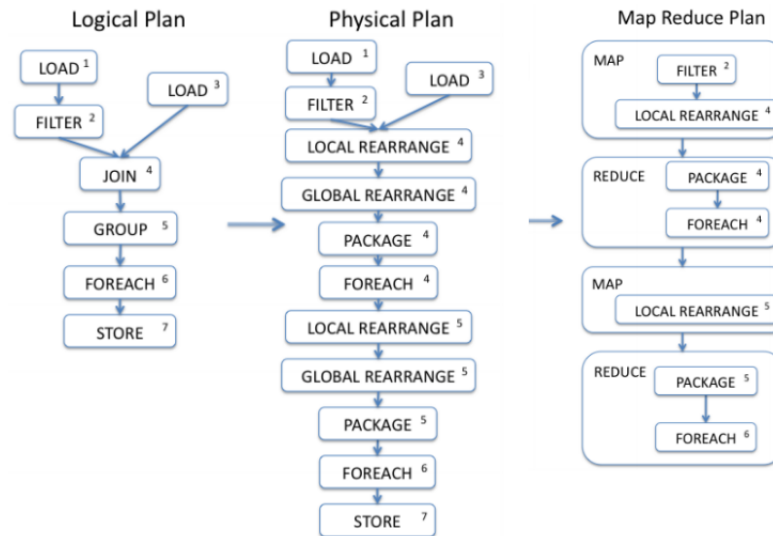 Logical Plan
LOAD 1
LOAD 3
FILTER 2
JOIN 4
GROUP 5
FOREACH 6
STORE 7
Physical Plan
LOAD 1
LOAD 3
FILTER 2
LOCAL REARRANGE 4
GLOBAL REARRANGE 4
PACKAGE 4
FOREACH 4
LOCAL REARRANGE 5
GLOBAL REARRANGE 5
PACKAGE 5
FOREACH 6
STORE 7
Map Reduce Plan
MAP
FILTER 2
LOCAL REARRANGE 4
REDUCE
PACKAGE 4
FOREACH 4
MAP
LOCAL REARRANGE 5
REDUCE
PACKAGE 5
FOREACH 6